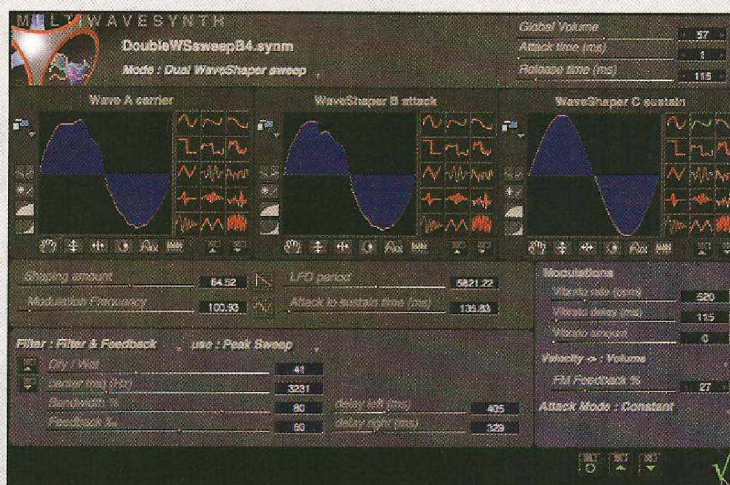 MULTIWAVESYNTH
DoubleWSsweepB4.synm
Mode : Dual WaveShaper sweep
Global Volume 57
Attack time (ms) 1
Release time (ms) 115
Wave A carrier
WaveShaper B attack
WaveShaper C sustain
Shaping amount 64.52
Modulation Frequency 100.93
LFO period 5821.22
Attack to sustain time (ms) 135.83
Modulations
Vibrato rate (cpm) 520
Vibrato delay (ms) 115
Vibrato amount 0
Velocity -> : Volume
FM Feedback % 27
Attack Mode : Constant
Filter : Filter & Feedback use : Peak Sweep
Dry / Wet 41
center frq (Hz) 3231
Bandwidth % 80
Feedback % 60
delay left (ms) 405
delay right (ms) 329